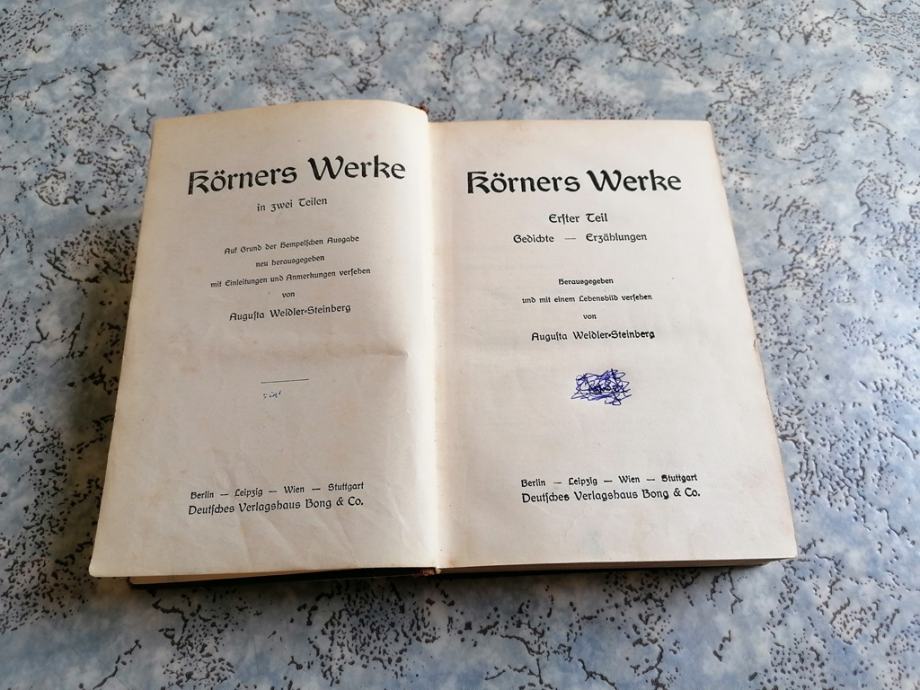 Körners Werke
in zwei Teilen
Auf Grund der Hempelſchen Ausgabe
neu herausgegeben
mit Einleitungen und Anmerkungen verſehen
von
Auguſta Weldler-Steinberg
Berlin — Leipzig — Wien — Stuttgart
Deutſches Verlagshaus Bong & Co.
Körners Werke
Erſter Teil
Gedichte — Erzählungen
Herausgegeben
und mit einem Lebensbild verſehen
von
Auguſta Weldler-Steinberg
Berlin — Leipzig — Wien — Stuttgart
Deutſches Verlagshaus Bong & Co.